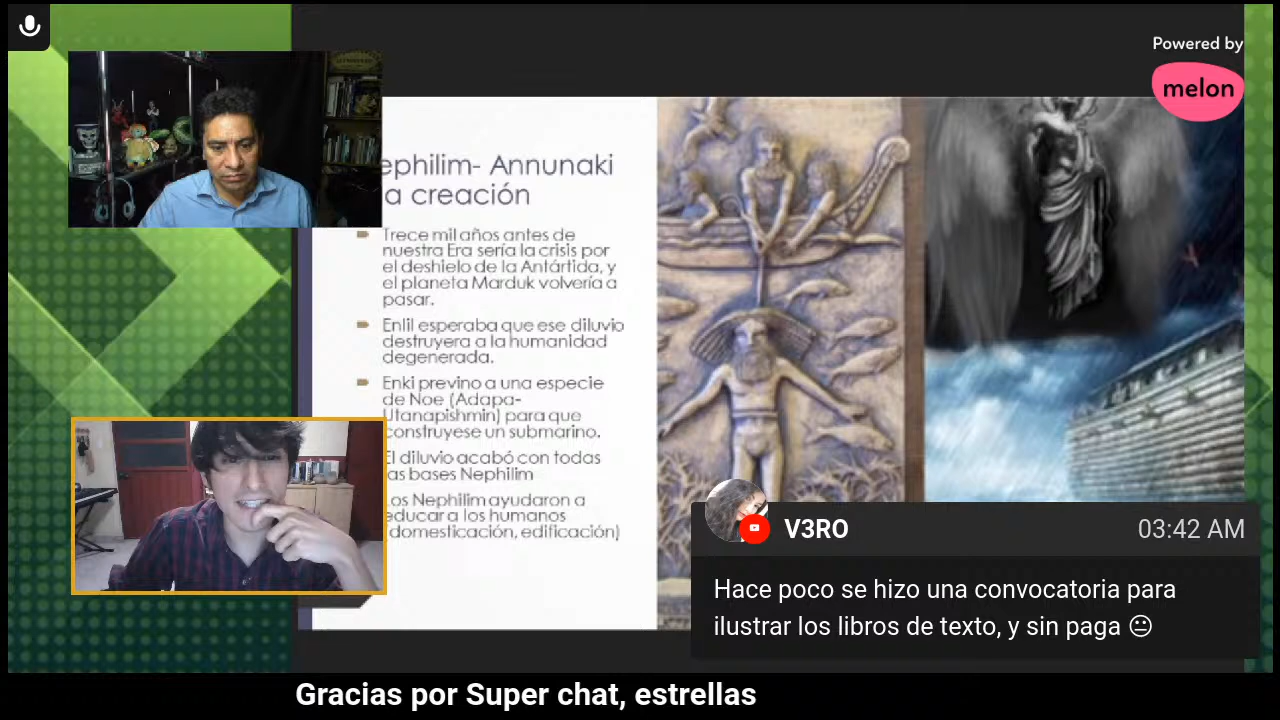 Powered by
melon
ephilim- Annunaki
a creación
Trece mil años antes de
nuestra Era sería la crisis por
el deshielo de la Antártida, y
el planeta Marduk volvería a
pasar.
Enlil esperaba que ese diluvio
destruyera a la humanidad
degenerada.
Enki previno a una especie
de Noe (Adapa-
Utanapishmin) para que
construyese un submarino.
El diluvio acabó con todas
as bases Nephilim
os Nephilim ayudaron a
educar a los humanos
domesticación, edificación)
V3RO
03:42 AM
Hace poco se hizo una convocatoria para
ilustrar los libros de texto, y sin paga 😐
Gracias por Super chat, estrellas